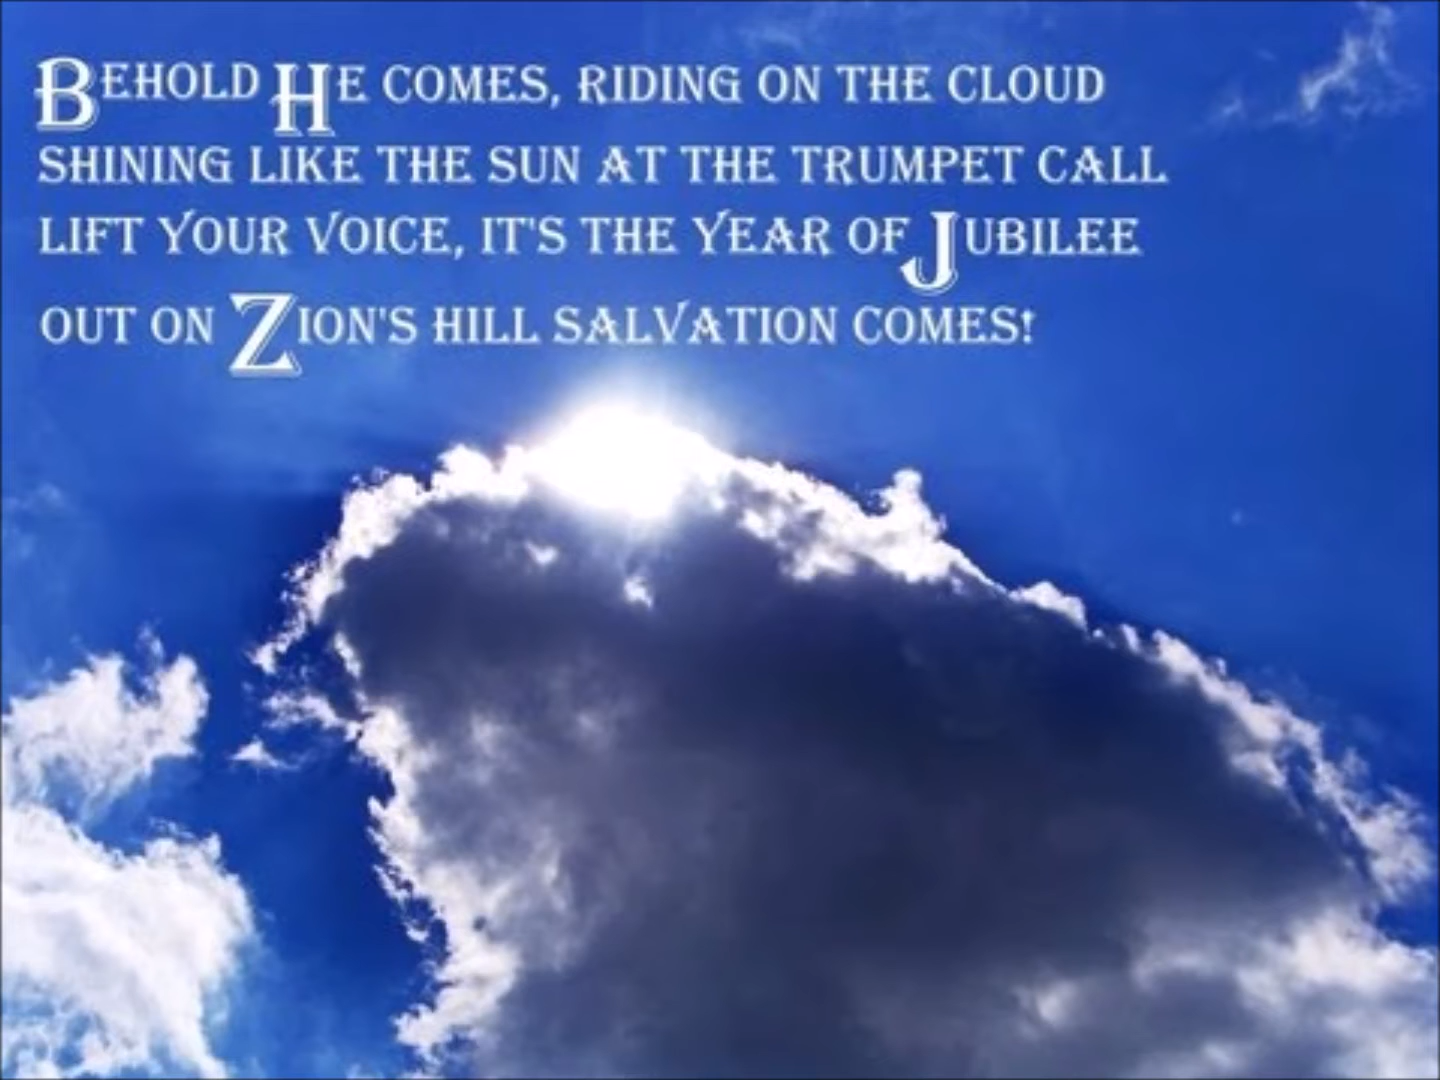 Behold He comes, riding on the cloud
shining like the sun at the trumpet call
lift your voice, it's the year of Jubilee
out on Zion's hill salvation comes!